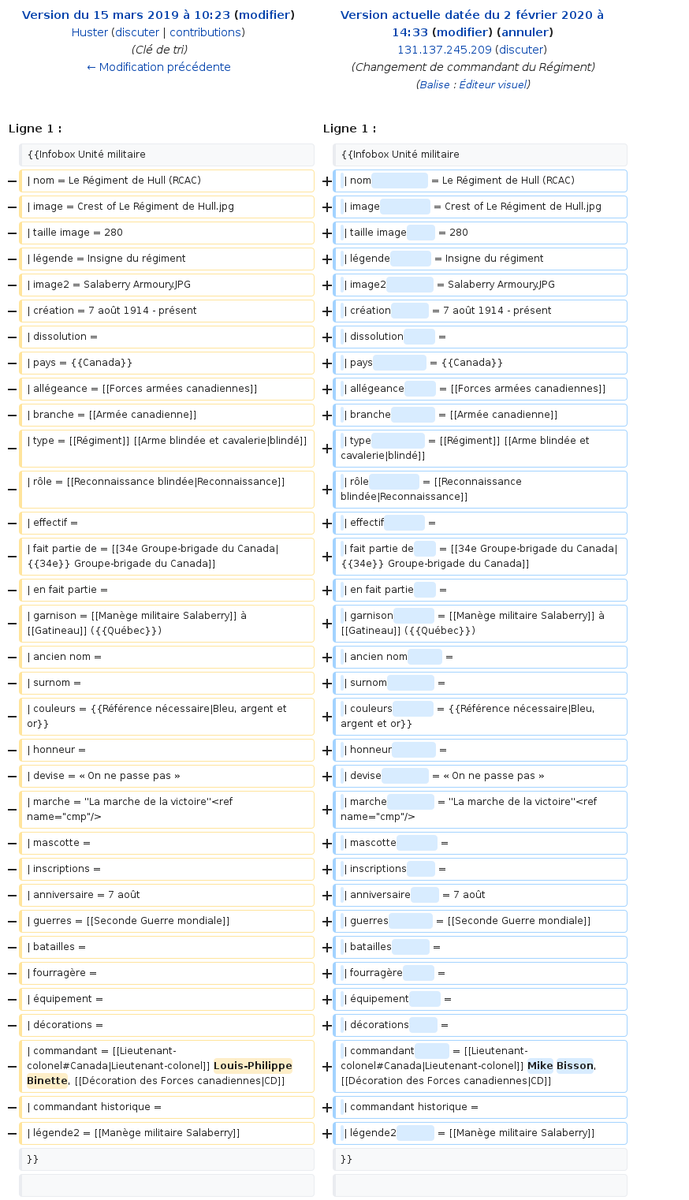 Version du 15 mars 2019 à 10:23 (modifier)
Huster (discuter | contributions)
(Clé de tri)
← Modification précédente
Version actuelle datée du 2 février 2020 à
14:33 (modifier) (annuler)
131.137.245.209 (discuter)
(Changement de commandant du Régiment)
(Balise : Éditeur visuel)
Ligne 1 :
Ligne 1 :
{{Infobox Unité militaire
{{Infobox Unité militaire
− | nom = Le Régiment de Hull (RCAC)
+ | nom = Le Régiment de Hull (RCAC)
− | image = Crest of Le Régiment de Hull.jpg
+ | image = Crest of Le Régiment de Hull.jpg
− | taille image = 280
+ | taille image = 280
− | légende = Insigne du régiment
+ | légende = Insigne du régiment
− | image2 = Salaberry Armoury.JPG
+ | image2 = Salaberry Armoury.JPG
− | création = 7 août 1914 - présent
+ | création = 7 août 1914 - présent
− | dissolution =
+ | dissolution =
− | pays = {{Canada}}
+ | pays = {{Canada}}
− | allégeance = [[Forces armées canadiennes]]
+ | allégeance = [[Forces armées canadiennes]]
− | branche = [[Armée canadienne]]
+ | branche = [[Armée canadienne]]
− | type = [[Régiment]] [[Arme blindée et cavalerie|blindé]]
+ | type = [[Régiment]] [[Arme blindée et
cavalerie|blindé]]
− | rôle = [[Reconnaissance blindée|Reconnaissance]]
+ | rôle = [[Reconnaissance
blindée|Reconnaissance]]
− | effectif =
+ | effectif =
− | fait partie de = [[34e Groupe-brigade du Canada|
{{34e}} Groupe-brigade du Canada]]
+ | fait partie de = [[34e Groupe-brigade du Canada|
{{34e}} Groupe-brigade du Canada]]
− | en fait partie =
+ | en fait partie =
− | garnison = [[Manège militaire Salaberry]] à
[[Gatineau]] ({{Québec}})
+ | garnison = [[Manège militaire Salaberry]] à
[[Gatineau]] ({{Québec}})
− | ancien nom =
+ | ancien nom =
− | surnom =
+ | surnom =
− | couleurs = {{Référence nécessaire|Bleu, argent et
or}}
+ | couleurs = {{Référence nécessaire|Bleu,
argent et or}}
− | honneur =
+ | honneur =
− | devise = « On ne passe pas »
+ | devise = « On ne passe pas »
− | marche = ''La marche de la victoire''<ref
name="cmp"/>
+ | marche = ''La marche de la victoire''<ref
name="cmp"/>
− | mascotte =
+ | mascotte =
− | inscriptions =
+ | inscriptions =
− | anniversaire = 7 août
+ | anniversaire = 7 août
− | guerres = [[Seconde Guerre mondiale]]
+ | guerres = [[Seconde Guerre mondiale]]
− | batailles =
+ | batailles =
− | fourragère =
+ | fourragère =
− | équipement =
+ | équipement =
− | décorations =
+ | décorations =
− | commandant = [[Lieutenant-
colonel#Canada|Lieutenant-colonel]] Louis-Philippe
Binette, [[Décoration des Forces canadiennes|CD]]
+ | commandant = [[Lieutenant-
colonel#Canada|Lieutenant-colonel]] Mike Bisson,
[[Décoration des Forces canadiennes|CD]]
− | commandant historique =
+ | commandant historique =
− | légende2 = [[Manège militaire Salaberry]]
+ | légende2 = [[Manège militaire Salaberry]]
}}
}}